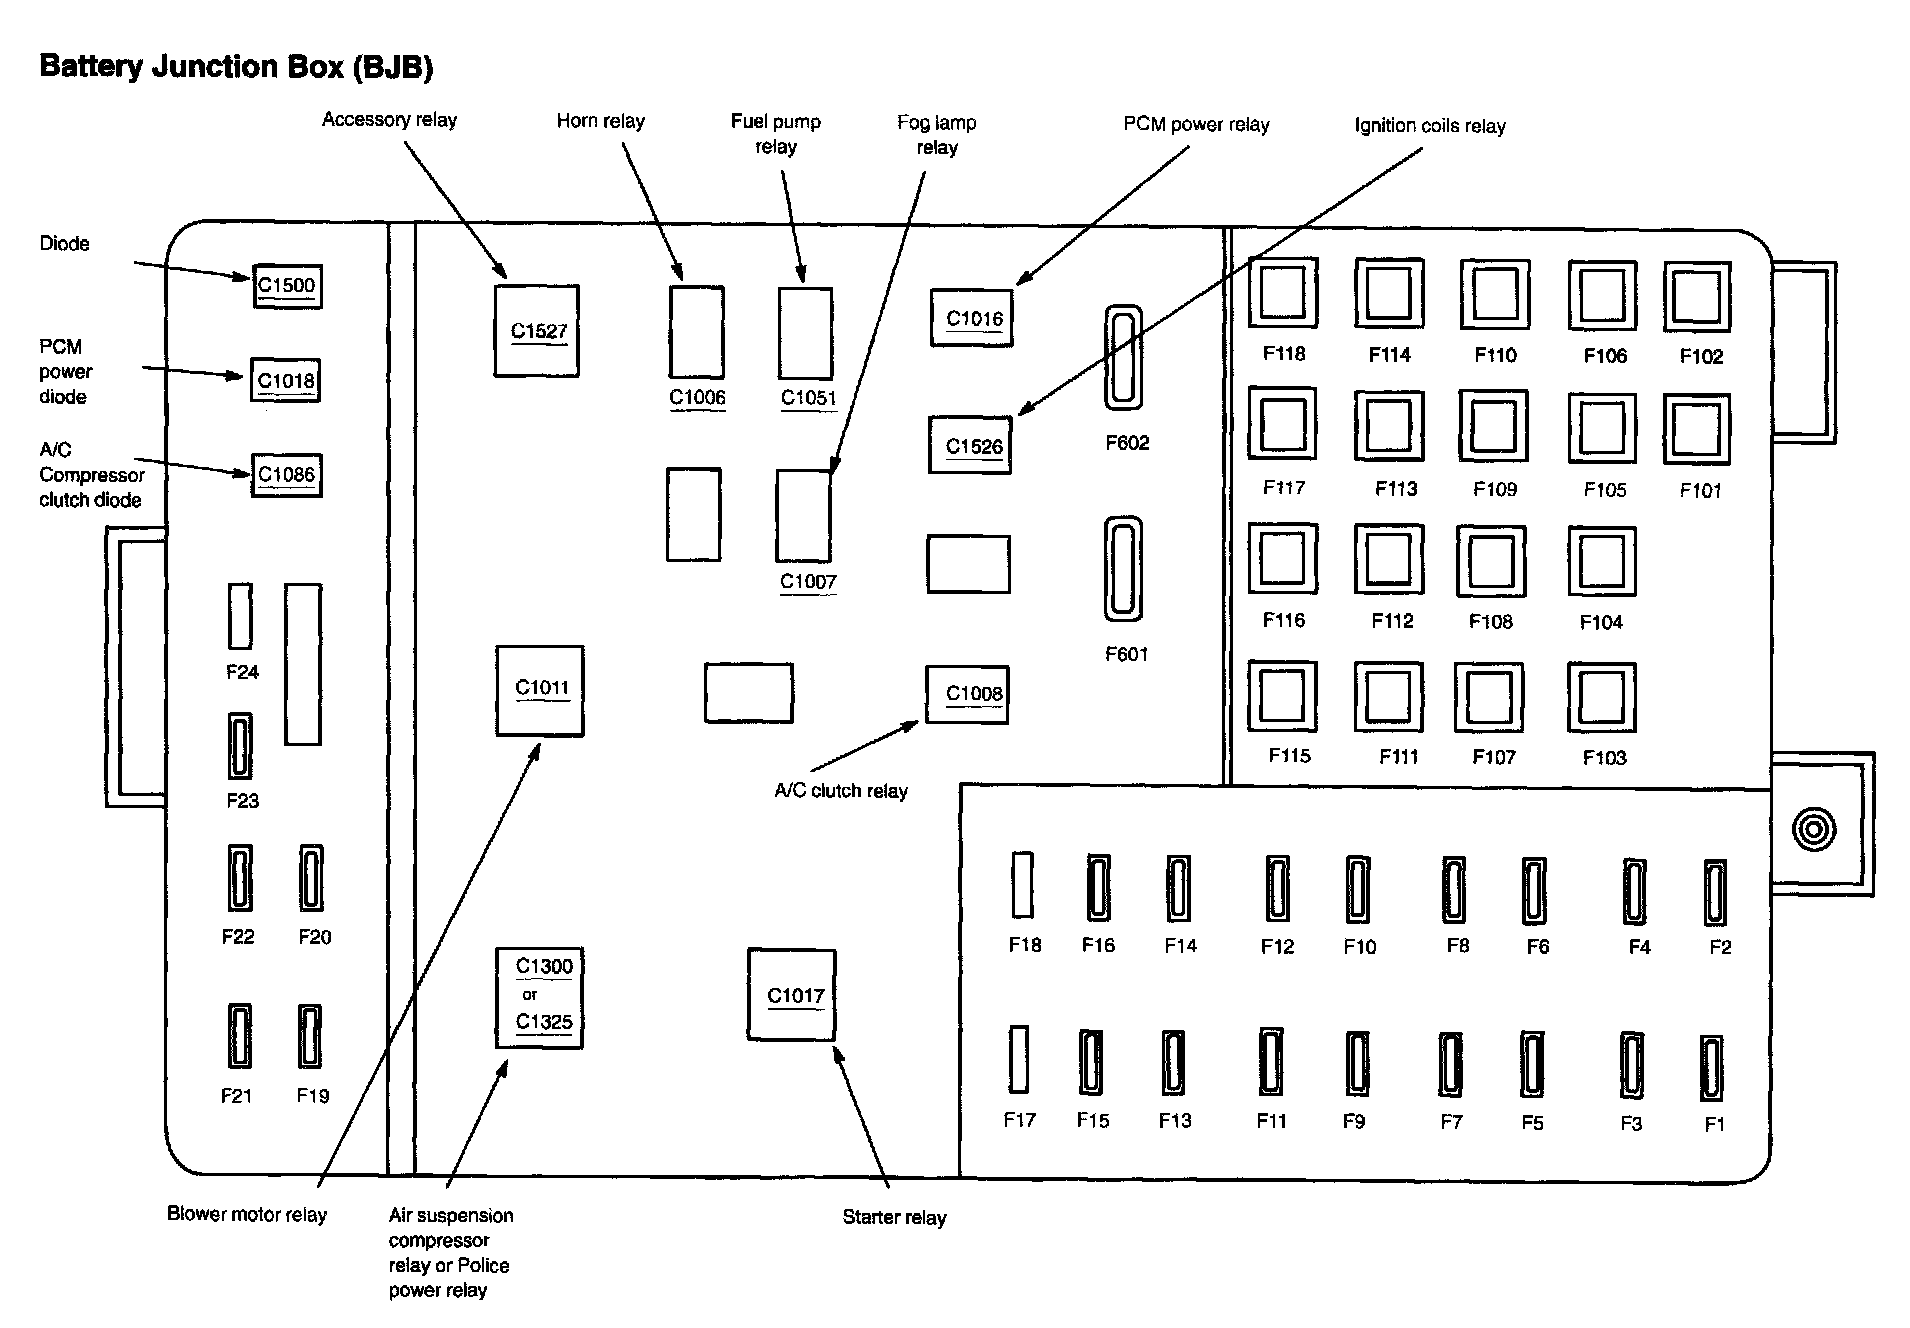 Battery Junction Box (BJB)
Accessory relay
Horn relay
Fuel pump
relay
Fog lamp
relay
PCM power relay
Ignition coils relay
Diode
C1500
PCM
power
diode
C1018
A/C
Compressor
clutch diode
C1086
C1527
C1006
C1051
C1016
C1526
C1007
F602
F601
F118
F114
F110
F106
F102
F117
F113
F109
F105
F101
F116
F112
F108
F104
F115
F111
F107
F103
F24
F23
F22
F20
F21
F19
C1011
C1008
A/C clutch relay
C1300
or
C1325
C1017
F18
F16
F14
F12
F10
F8
F6
F4
F2
F17
F15
F13
F11
F9
F7
F5
F3
F1
Blower motor relay
Air suspension
compressor
relay or Police
power relay
Starter relay